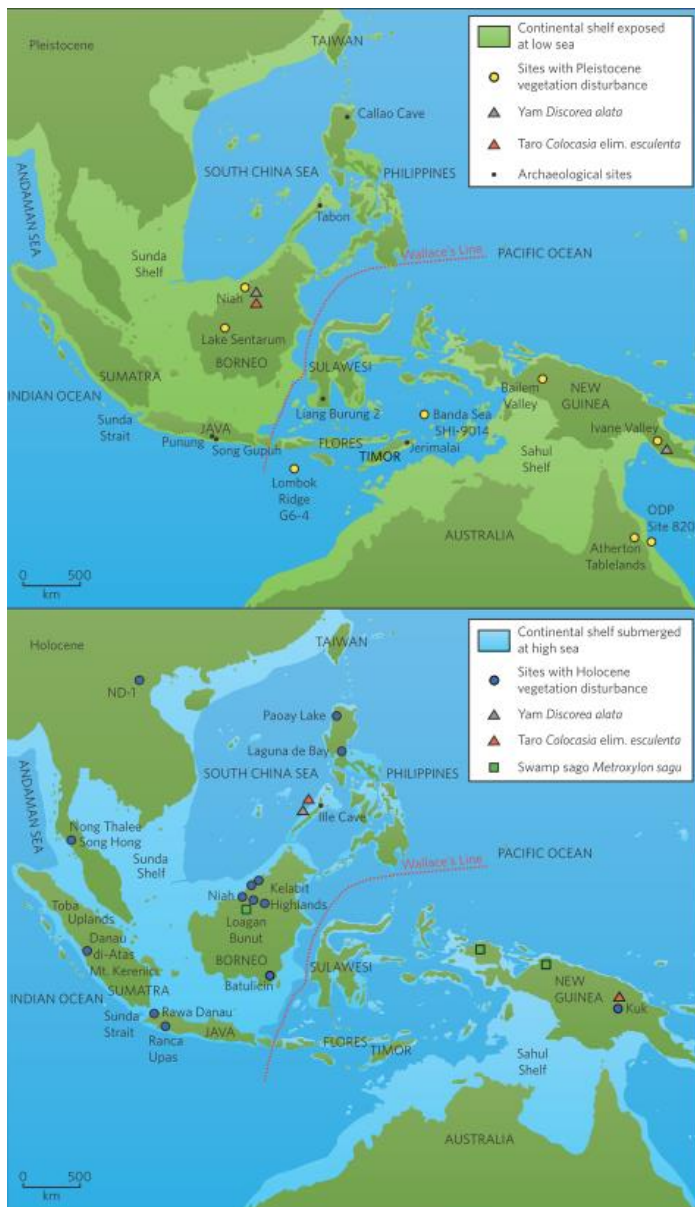 Pleistocene
TAIWAN
Continental shelf exposed
at low sea
Sites with Pleistocene
vegetation disturbance
Yam Discorea alata
Taro Colocasia elim. esculenta
Archaeological sites
Callao Cave
ANDAMAN SEA
SOUTH CHINA SEA
PHILIPPINES
Tabon
Sunda
Shelf
Wallace's Line
PACIFIC OCEAN
Niah
Lake Sentarum
BORNEO
SUMATRA
SULAWESI
Bailem
Valley
NEW
GUINEA
INDIAN OCEAN
Liang Burung 2
Banda Sea
SHI-9014
Ivane Valley
Sunda
Strait
JAVA
Punung
Song Gupuh
FLORES
TIMOR
Jerimalai
Sahul
Shelf
Lombok
Ridge
G6-4
ODP
Site 820
AUSTRALIA
Atherton
Tablelands
0 500
km
Holocene
TAIWAN
Continental shelf submerged
at high sea
Sites with Holocene
vegetation disturbance
Yam Discorea alata
Taro Colocasia elim. esculenta
Swamp sago Metroxylon sagu
ND-1
Paoay Lake
Laguna de Bay
ANDAMAN SEA
SOUTH CHINA SEA
PHILIPPINES
Ille Cave
Nong Thalee
Song Hong
Sunda
Shelf
Wallace's Line
PACIFIC OCEAN
Toba
Uplands
Niah
Kelabit
Highlands
Loagan
Bunut
Danau
di-Atas
Mt. Kerenici
BORNEO
SULAWESI
Batulicin
NEW
GUINEA
Kuk
INDIAN OCEAN
SUMATRA
Sunda
Strait
Rawa Danau
JAVA
Ranca
Upas
FLORES
TIMOR
Sahul
Shelf
AUSTRALIA
0 500
km